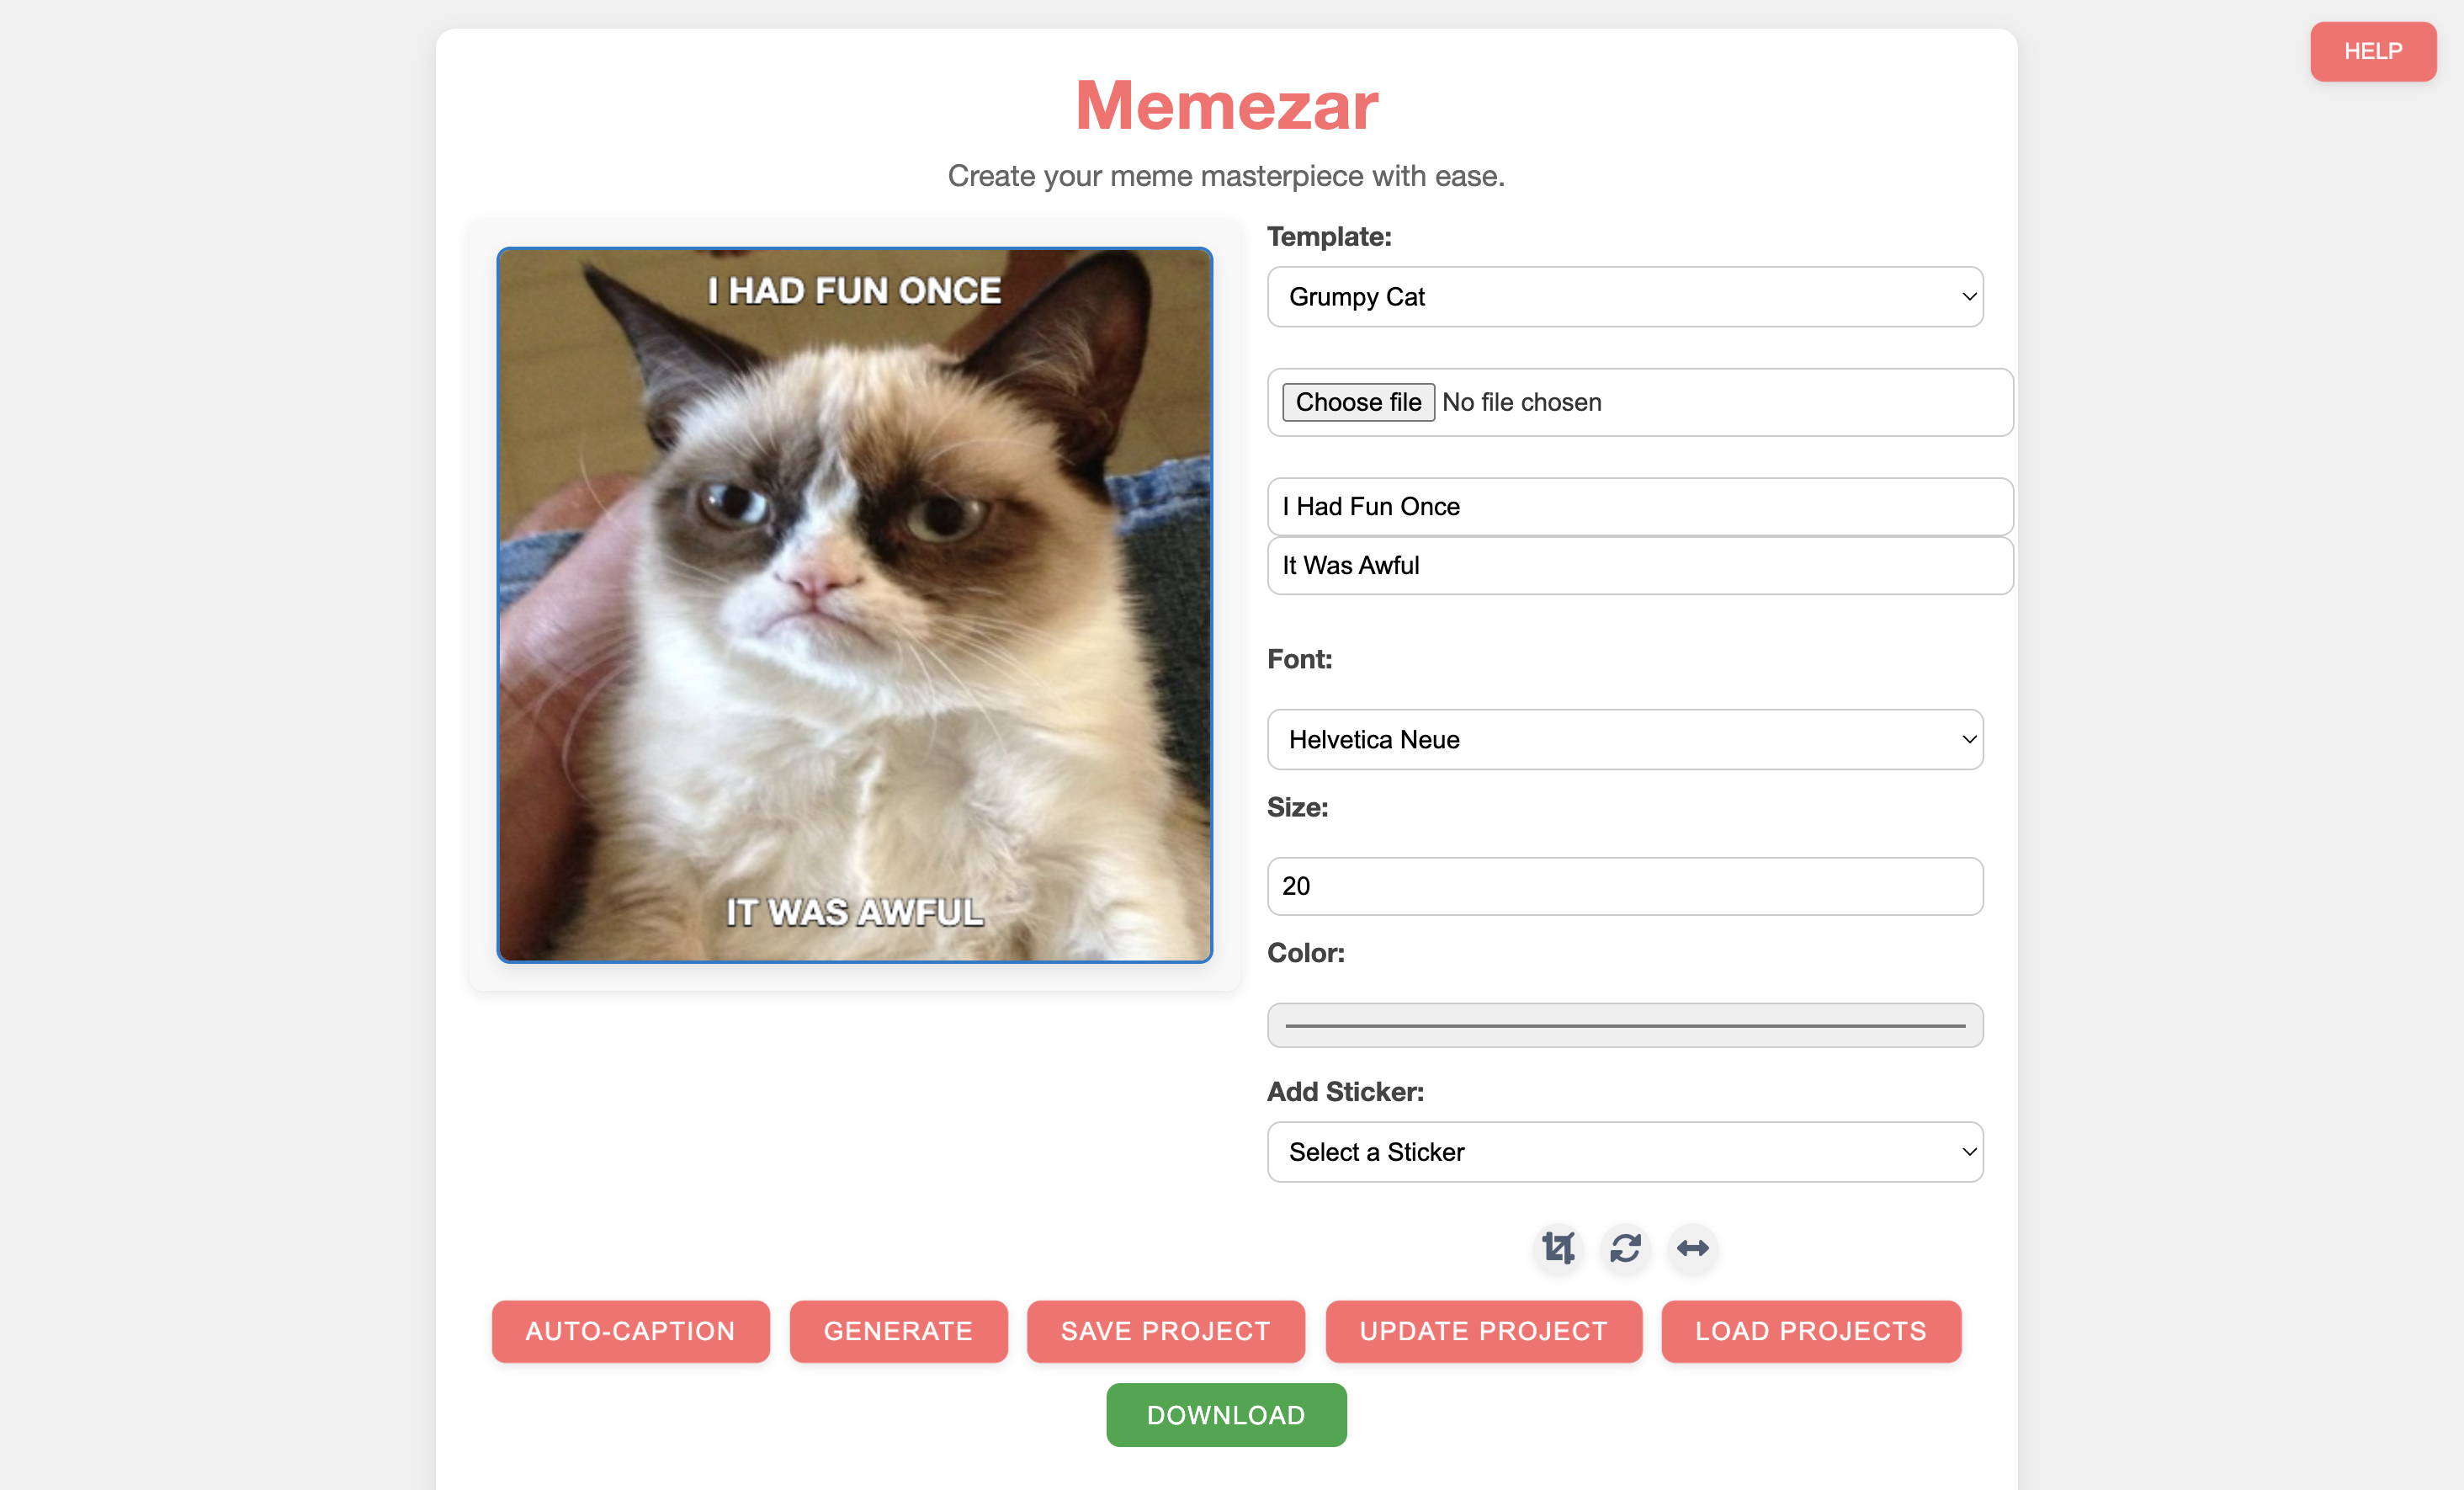 HELP
Memezar
Create your meme masterpiece with ease.
I HAD FUN ONCE
IT WAS AWFUL
Template:
Grumpy Cat
Choose file No file chosen
I Had Fun Once
It Was Awful
Font:
Helvetica Neue
Size:
20
Color:
Add Sticker:
Select a Sticker
AUTO-CAPTION GENERATE SAVE PROJECT UPDATE PROJECT LOAD PROJECTS
DOWNLOAD